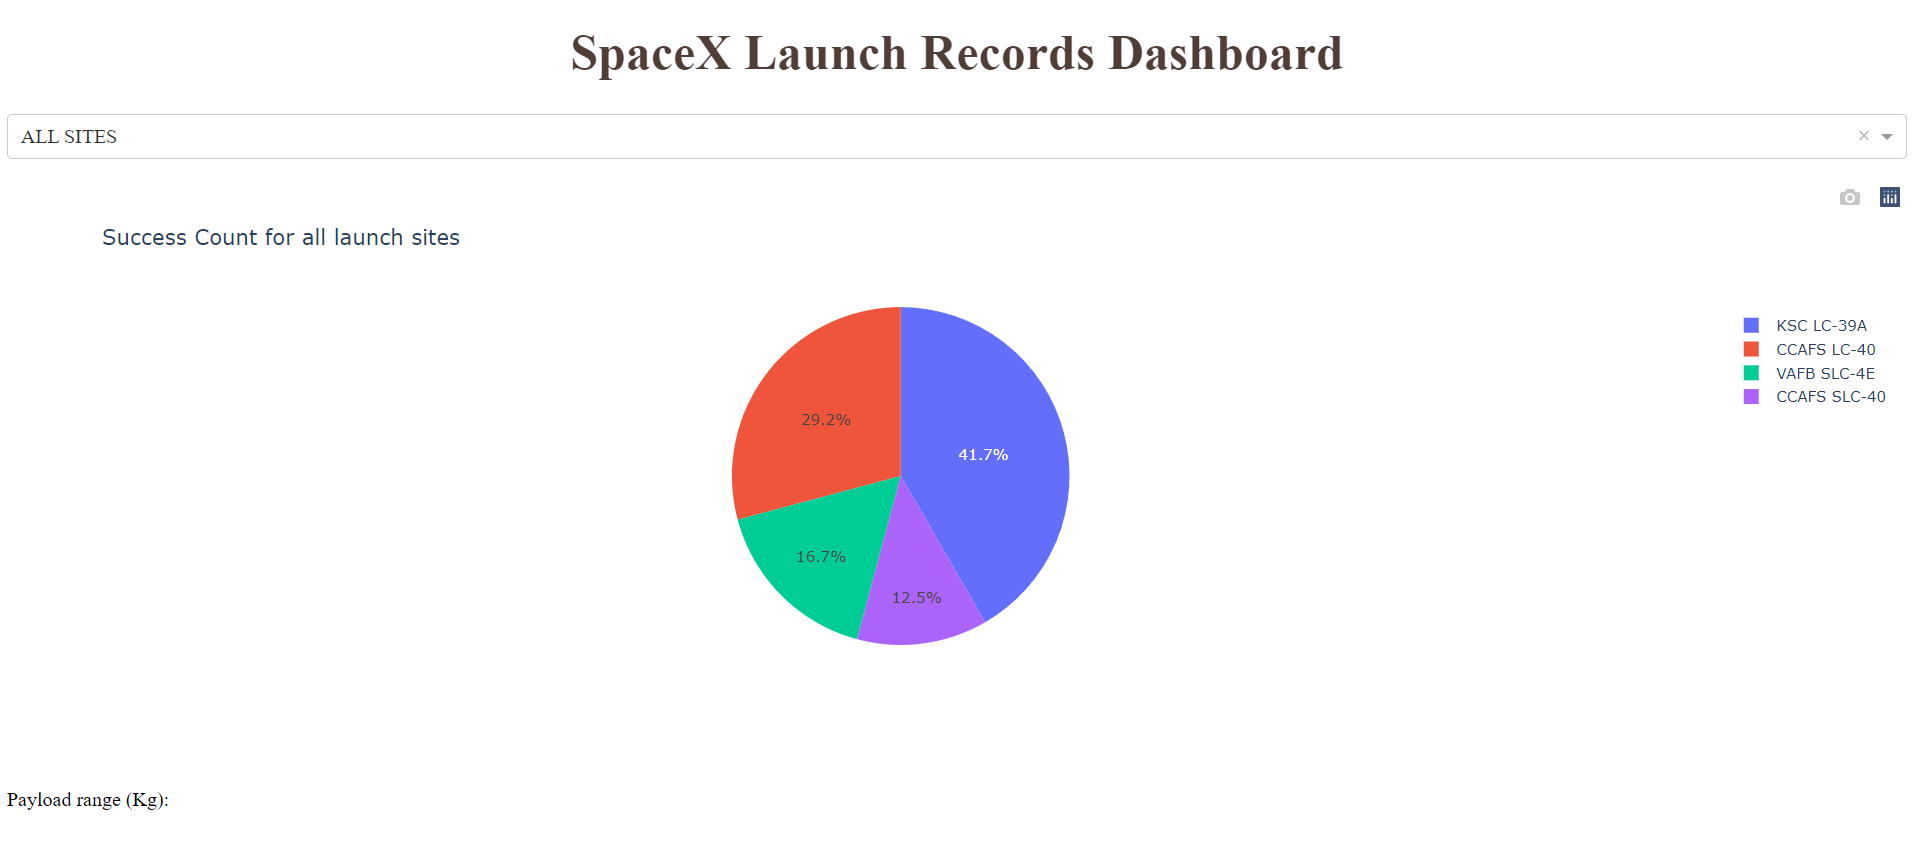 SpaceX Launch Records Dashboard
ALL SITES
×
Success Count for all launch sites
KSC LC-39A
CCAFS LC-40
VAFB SLC-4E
CCAFS SLC-40
29.2%
41.7%
16.7%
12.5%
Payload range (Kg):